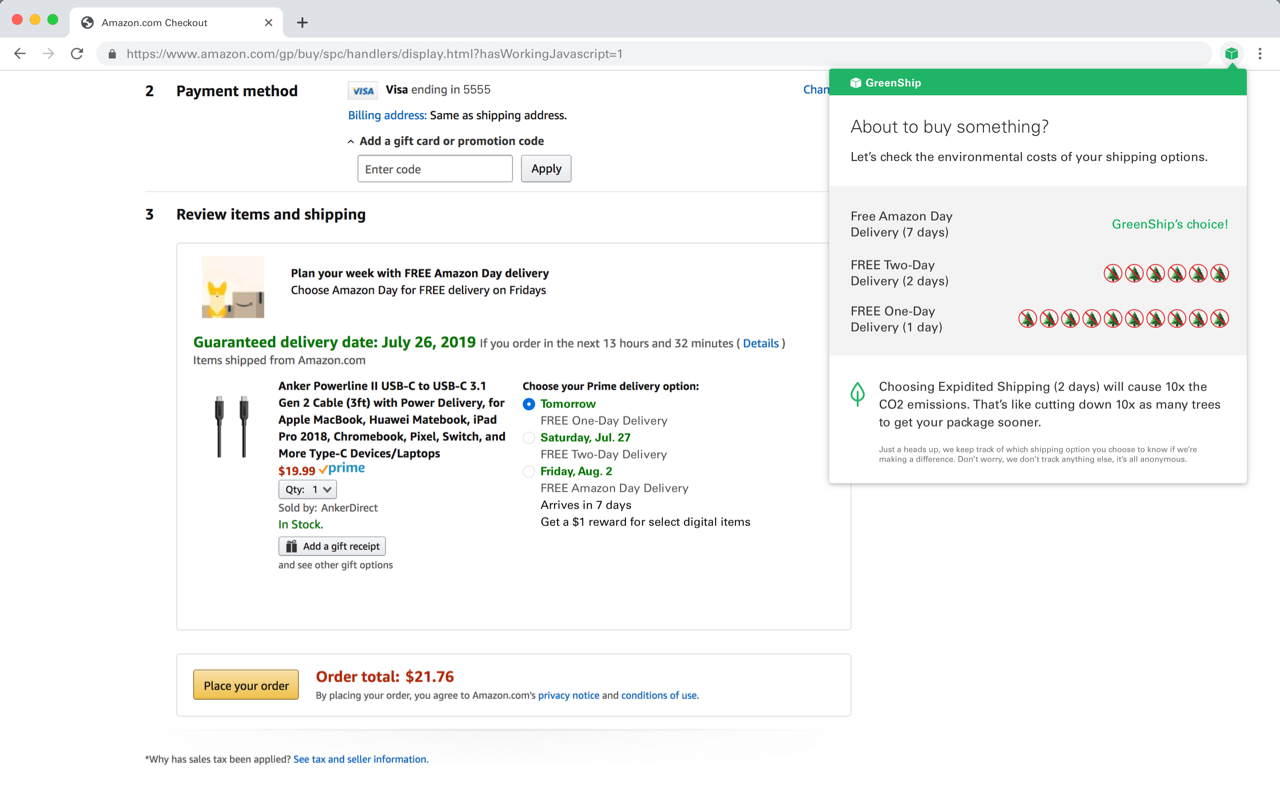 Amazon.com Checkout
https://www.amazon.com/gp/buy/spc/handlers/display.html?hasWorkingJavascript=1
2 Payment method
VISA Visa ending in 5555
Chan
Billing address: Same as shipping address.
Add a gift card or promotion code
Enter code
Apply
3 Review items and shipping
Plan your week with FREE Amazon Day delivery
Choose Amazon Day for FREE delivery on Fridays
Guaranteed delivery date: July 26, 2019 If you order in the next 13 hours and 32 minutes ( Details )
Items shipped from Amazon.com
Anker Powerline II USB-C to USB-C 3.1
Gen 2 Cable (3ft) with Power Delivery, for
Apple MacBook, Huawei Matebook, iPad
Pro 2018, Chromebook, Pixel, Switch, and
More Type-C Devices/Laptops
$19.99 prime
Qty: 1
Sold by: AnkerDirect
In Stock.
Add a gift receipt
and see other gift options
Choose your Prime delivery option:
Tomorrow
FREE One-Day Delivery
Saturday, Jul. 27
FREE Two-Day Delivery
Friday, Aug. 2
FREE Amazon Day Delivery
Arrives in 7 days
Get a $1 reward for select digital items
Place your order
Order total: $21.76
By placing your order, you agree to Amazon.com's privacy notice and conditions of use.
*Why has sales tax been applied? See tax and seller information.
GreenShip
About to buy something?
Let's check the environmental costs of your shipping options.
Free Amazon Day
Delivery (7 days)
GreenShip's choice!
FREE Two-Day
Delivery (2 days)
FREE One-Day
Delivery (1 day)
Choosing Expidited Shipping (2 days) will cause 10x the
CO2 emissions. That's like cutting down 10x as many trees
to get your package sooner.
Just a heads up, we keep track of which shipping option you choose to know if we're
making a difference. Don't worry, we don't track anything else, it's all anonymous.